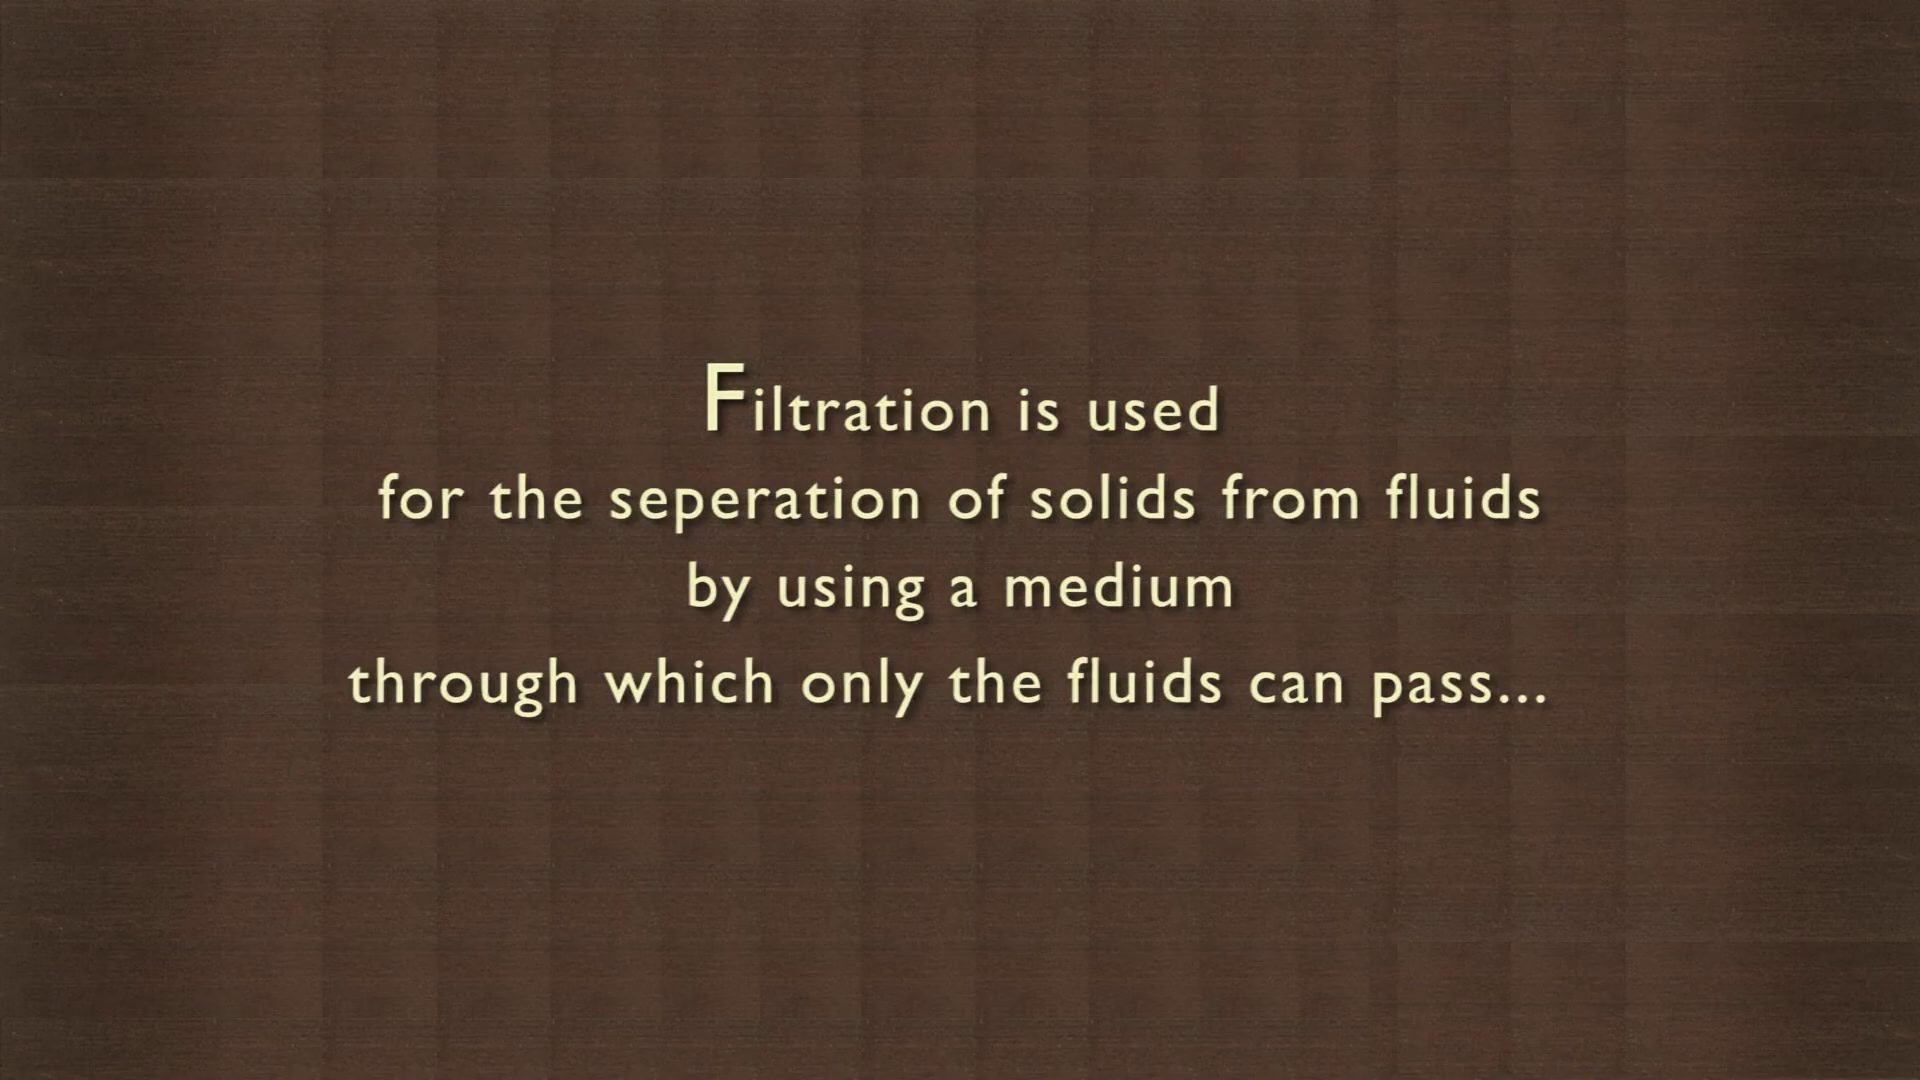 Filtration is used
for the seperation of solids from fluids
by using a medium
through which only the fluids can pass...